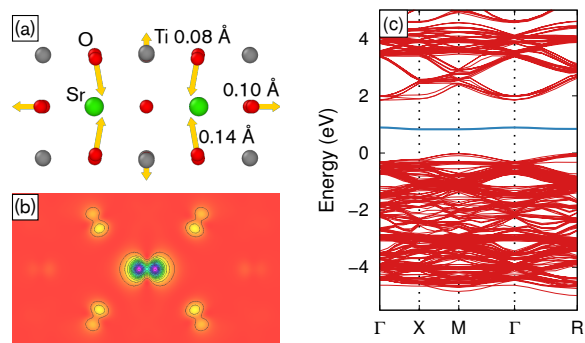 (a)
O
Ti 0.08 Å
Sr
0.10 Å
0.14 Å
(b)
(c)
Energy (eV)
4
2
0
−2
−4
Γ X M Γ R